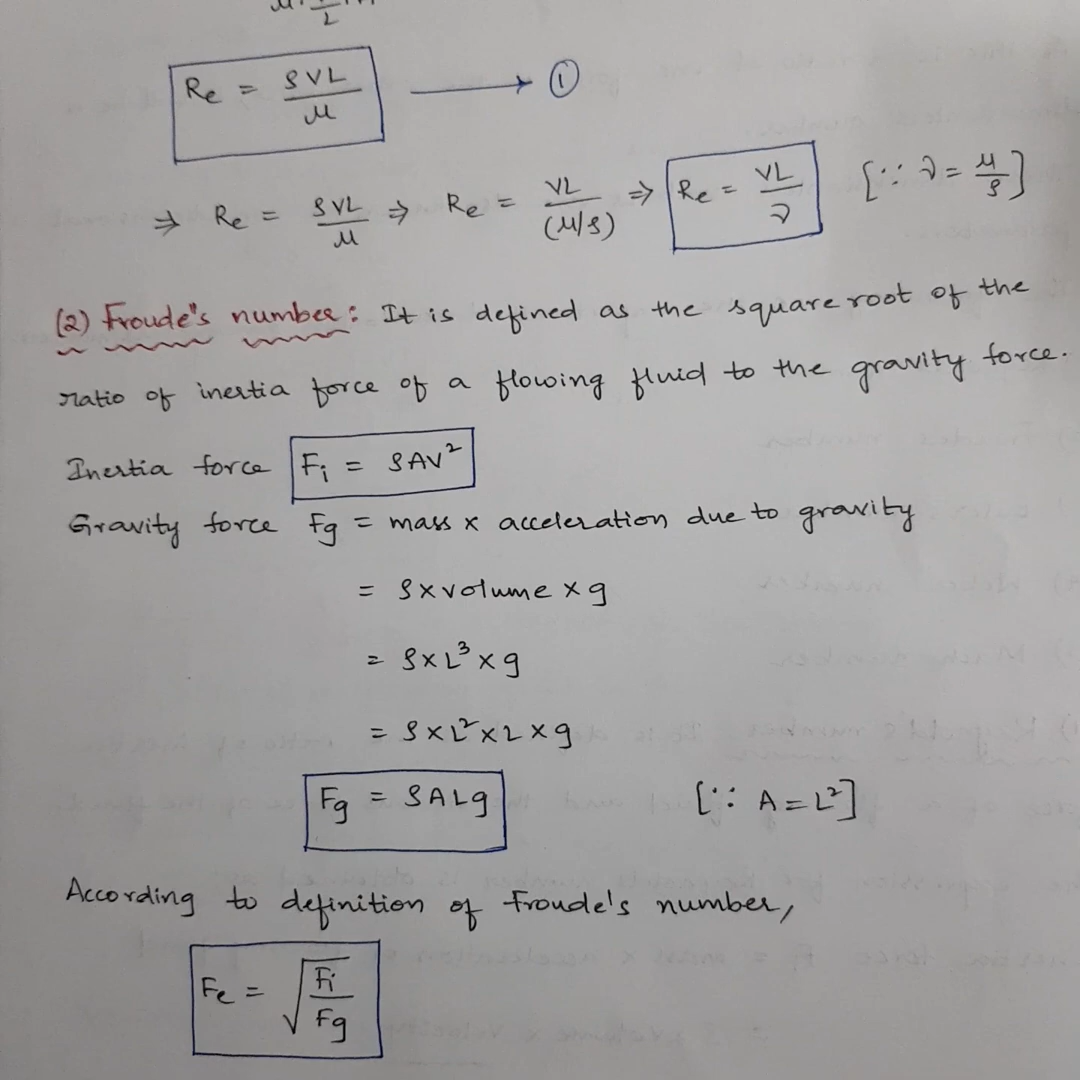 Re = ρVL/μ ⟶ ①
⇒ Re = ρVL/μ ⇒ Re = VL/(μ/ρ) ⇒ Re = VL/ν [∵ ν = μ/ρ]
(2) Froude's number: It is defined as the square root of the
ratio of inertia force of a flowing fluid to the gravity force.
Inertia force Fi = ρAV²
Gravity force Fg = mass x acceleration due to gravity
= ρ x volume x g
= ρ x L³ x g
= ρ x L² x L x g
Fg = ρALg [∵ A = L²]
According to definition of Froude's number,
Fe = √(Fi/Fg)